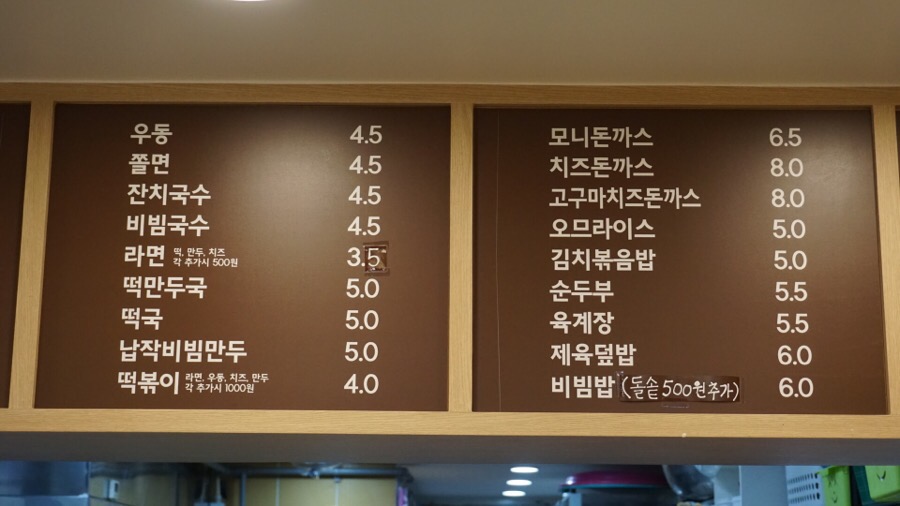 우동 4.5
쫄면 4.5
잔치국수 4.5
비빔국수 4.5
라면 떡, 만두, 치즈 각 추가시 500원 3.5
떡만두국 5.0
떡국 5.0
납작비빔만두 5.0
떡볶이 라면, 우동, 치즈, 만두 각 추가시 1000원 4.0
모니돈까스 6.5
치즈돈까스 8.0
고구마치즈돈까스 8.0
오므라이스 5.0
김치볶음밥 5.0
순두부 5.5
육계장 5.5
제육덮밥 6.0
비빔밥 (돌솥 500원추가) 6.0